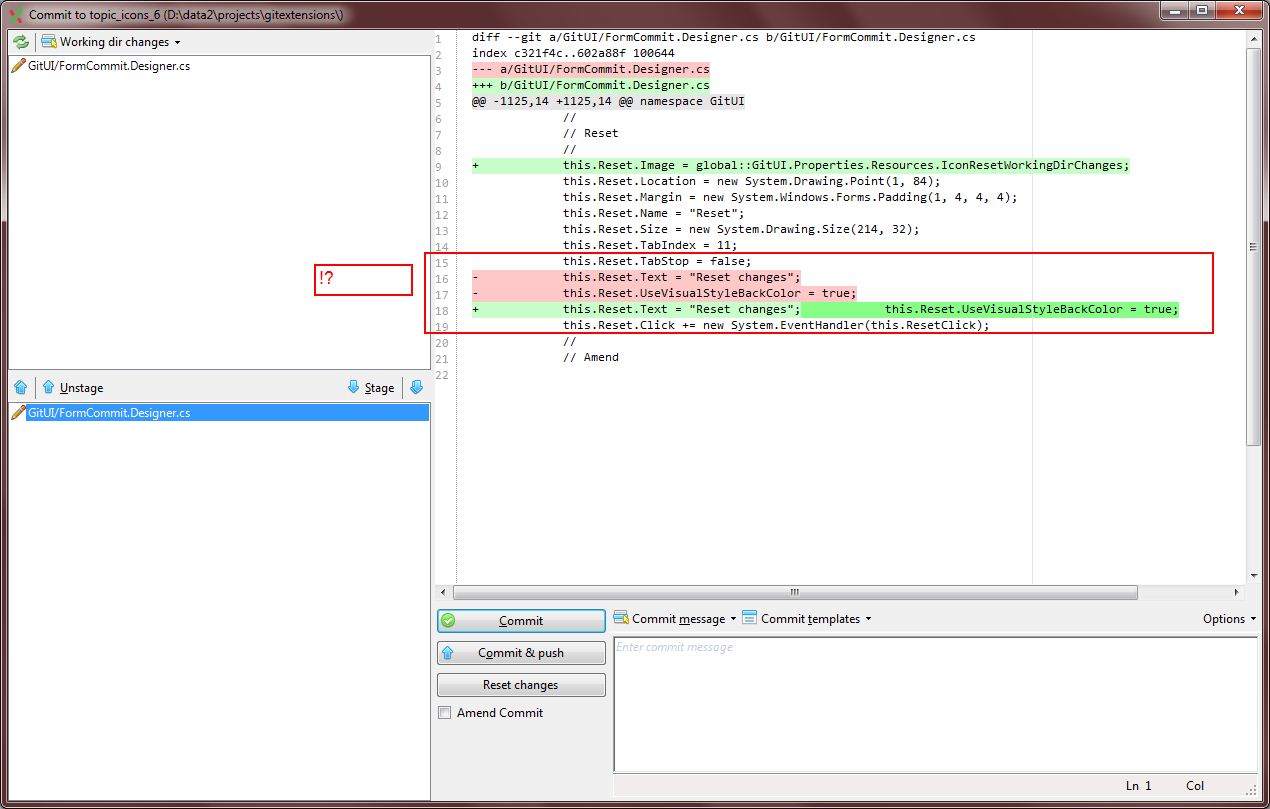 Commit to topic_icons_6 (D:\data2\projects\gitextensions\)
Working dir changes
GitUI/FormCommit.Designer.cs
!?
Unstage
Stage
GitUI/FormCommit.Designer.cs
1 diff --git a/GitUI/FormCommit.Designer.cs b/GitUI/FormCommit.Designer.cs
2 index c321f4c..602a88f 100644
3 --- a/GitUI/FormCommit.Designer.cs
4 +++ b/GitUI/FormCommit.Designer.cs
5 @@ -1125,14 +1125,14 @@ namespace GitUI
6 //
7 // Reset
8 //
9 + this.Reset.Image = global::GitUI.Properties.Resources.IconResetWorkingDirChanges;
10 this.Reset.Location = new System.Drawing.Point(1, 84);
11 this.Reset.Margin = new System.Windows.Forms.Padding(1, 4, 4, 4);
12 this.Reset.Name = "Reset";
13 this.Reset.Size = new System.Drawing.Size(214, 32);
14 this.Reset.TabIndex = 11;
15 this.Reset.TabStop = false;
16 - this.Reset.Text = "Reset changes";
17 - this.Reset.UseVisualStyleBackColor = true;
18 + this.Reset.Text = "Reset changes"; this.Reset.UseVisualStyleBackColor = true;
19 this.Reset.Click += new System.EventHandler(this.ResetClick);
20 //
21 // Amend
22
Commit
Commit & push
Reset changes
Amend Commit
Commit message
Commit templates
Options
Enter commit message
Ln 1 Col